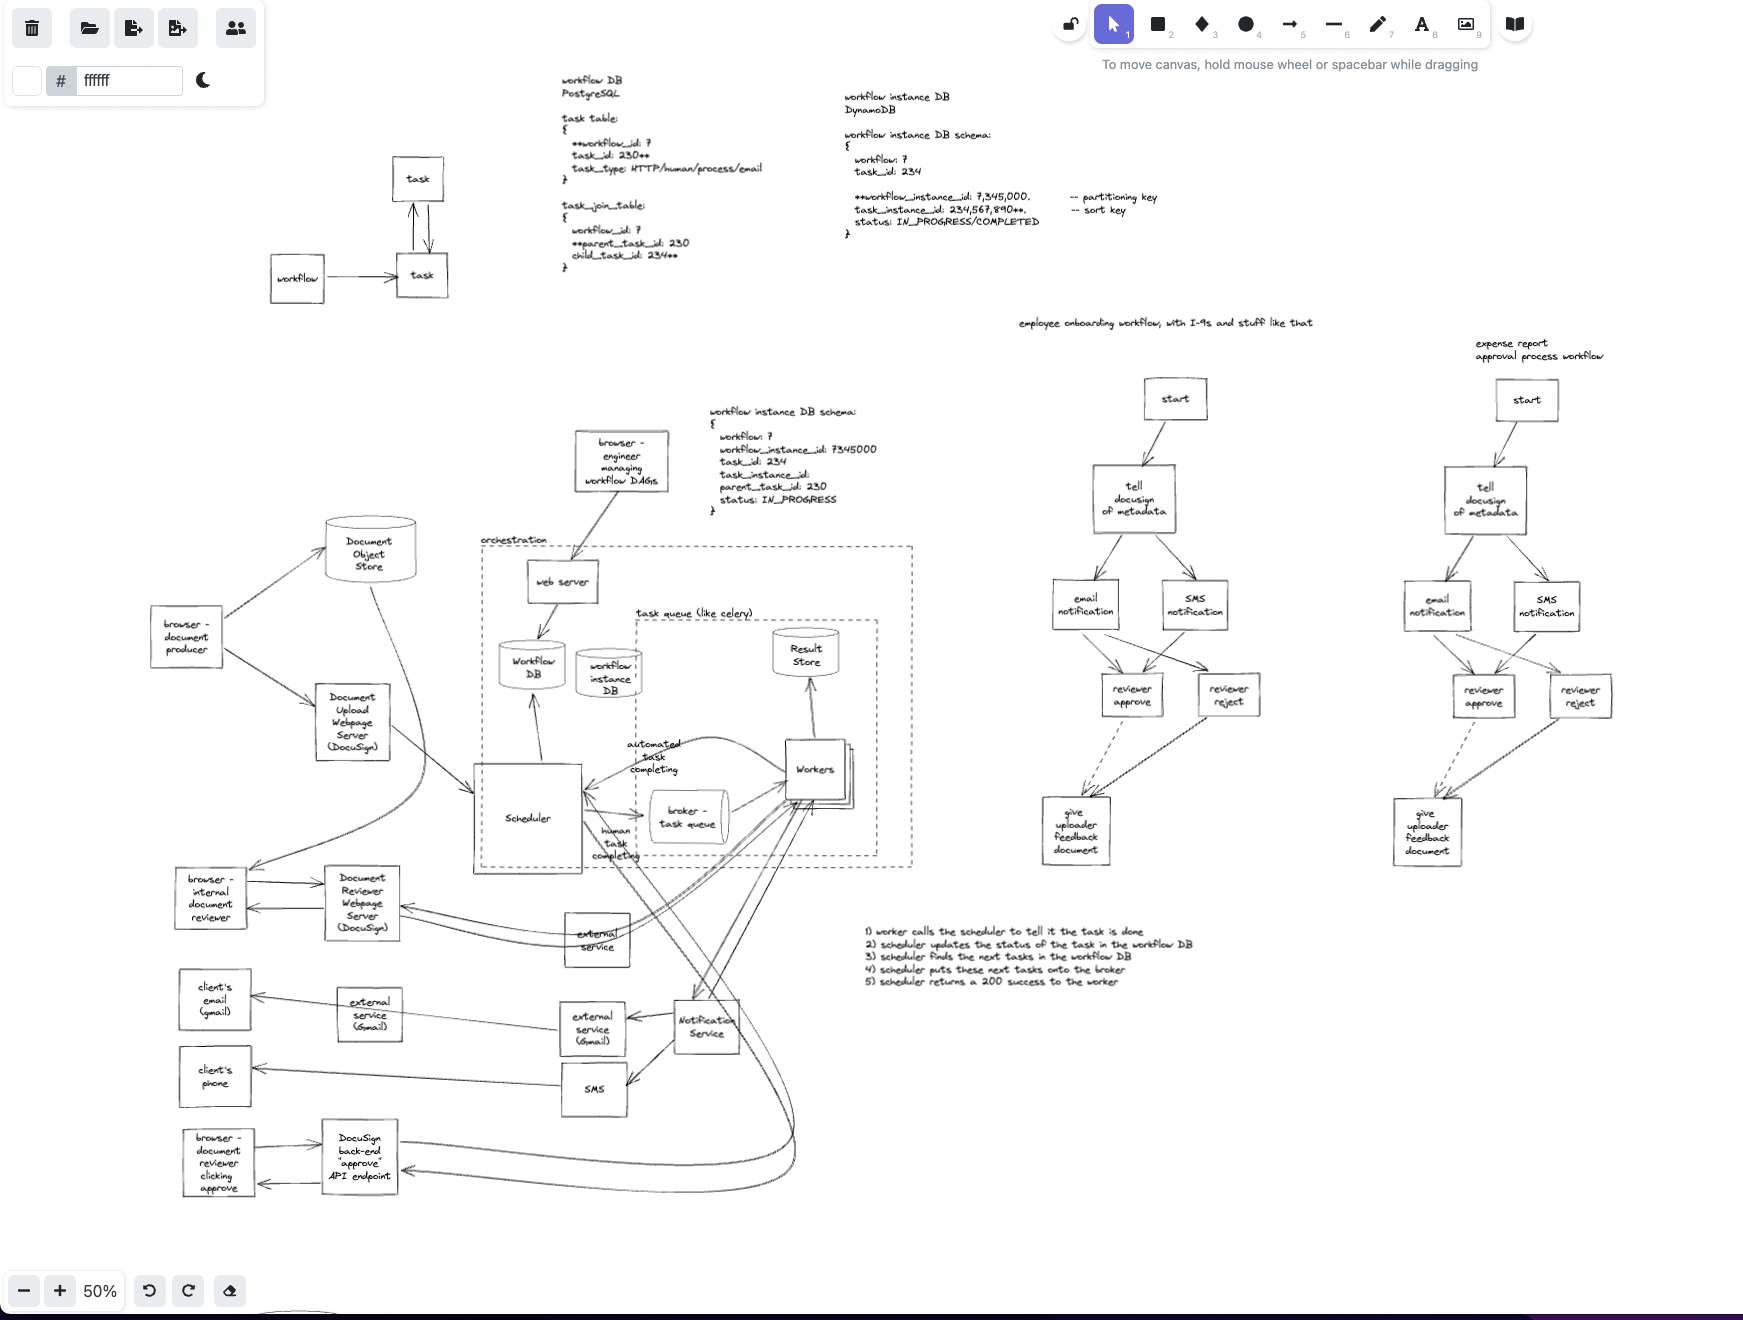 # ffffff
1
2
3
4
5
6
7
A
8
9
To move canvas, hold mouse wheel or spacebar while dragging
workflow DB
PostgreSQL
task table:
{
**workflow_id: 7
task_id: 230**
task_type: HTTP/human/process/email
}
task_join_table:
{
workflow_id: 7
**parent_task_id: 230
child_task_id: 234**
}
workflow instance DB
DynamoDB
workflow instance DB schema:
{
workflow: 7
task_id: 234
**workflow_instance_id: 7,345,000. -- partitioning key
task_instance_id: 234,567,890**. -- sort key
status: IN_PROGRESS/COMPLETED
}
task
workflow
task
employee onboarding workflow, with I-9s and stuff like that
expense report
approval process workflow
start
tell
docusign
of metadata
email
notification
SMS
notification
reviewer
approve
reviewer
reject
give
uploader
feedback
document
start
tell
docusign
of metadata
email
notification
SMS
notification
reviewer
approve
reviewer
reject
give
uploader
feedback
document
workflow instance DB schema:
{
workflow: 7
workflow_instance_id: 7345000
task_id: 234
task_instance_id:
parent_task_id: 230
status: IN_PROGRESS
}
browser -
engineer
managing
workflow DAGs
orchestration
web server
task queue (like celery)
Workflow
DB
workflow
instance
DB
Result
Store
Document
Object
Store
browser -
document
producer
Document
Upload
Webpage
Server
(DocuSign)
automated
task
completing
Workers
Scheduler
broker -
task queue
human
task
completing
browser -
internal
document
reviewer
Document
Reviewer
Webpage
Server
(DocuSign)
external
service
1) worker calls the scheduler to tell it the task is done
2) scheduler updates the status of the task in the workflow DB
3) scheduler finds the next tasks in the workflow DB
4) scheduler puts these next tasks onto the broker
5) scheduler returns a 200 success to the worker
client's
email
(gmail)
external
service
(Gmail)
external
service
(Gmail)
Notification
Service
client's
phone
SMS
browser -
document
reviewer
clicking
approve
DocuSign
back-end
"approve"
API endpoint
50%